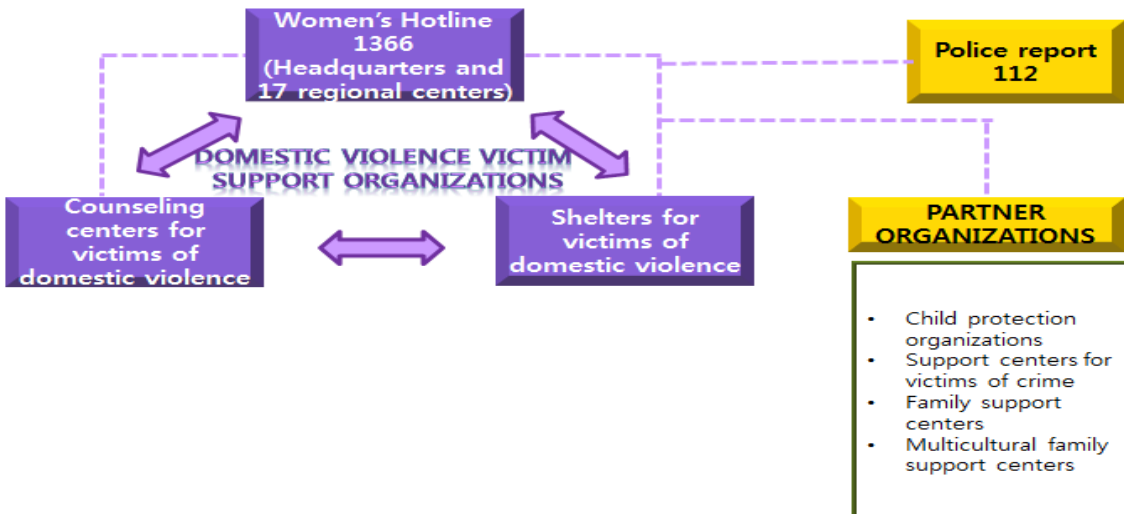 Women's Hotline
1366
(Headquarters and
17 regional centers)
Police report
112
DOMESTIC VIOLENCE VICTIM
SUPPORT ORGANIZATIONS
Counseling
centers for
victims of
domestic violence
Shelters for
victims of
domestic violence
PARTNER
ORGANIZATIONS
• Child protection
organizations
• Support centers for
victims of crime
• Family support
centers
• Multicultural family
support centers